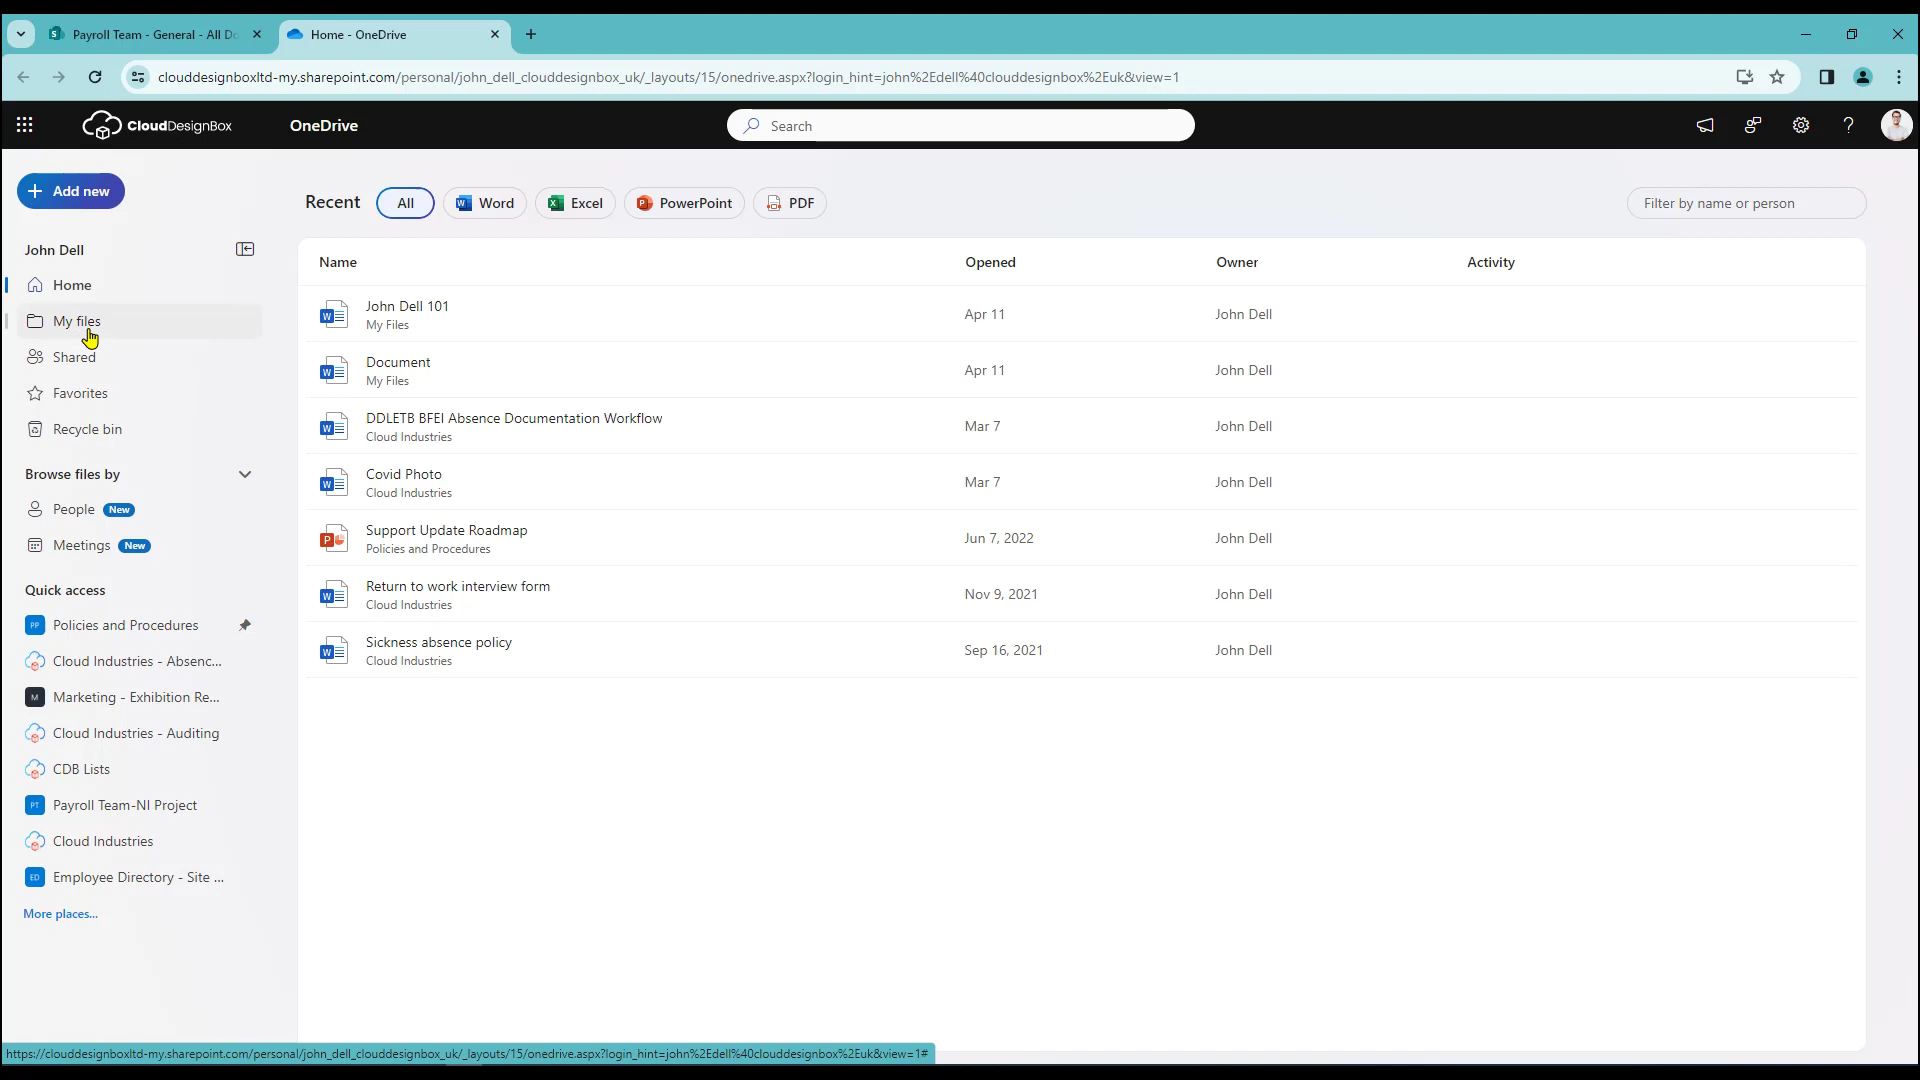 Payroll Team - General - All Do
Home - OneDrive
clouddesignboxltd-my.sharepoint.com/personal/john_dell_clouddesignbox_uk/_layouts/15/onedrive.aspx?login_hint=john%2Edell%40clouddesignbox%2Euk&view=1
CloudDesignBox
OneDrive
Search
Add new
Recent
All
Word
Excel
PowerPoint
PDF
Filter by name or person
John Dell
Home
My files
Shared
Favorites
Recycle bin
Browse files by
People New
Meetings New
Quick access
PP Policies and Procedures
Cloud Industries - Absenc...
M Marketing - Exhibition Re...
Cloud Industries - Auditing
CDB Lists
PT Payroll Team-NI Project
Cloud Industries
ED Employee Directory - Site ...
More places...
Name Opened Owner Activity
John Dell 101 Apr 11 John Dell
My Files
Document Apr 11 John Dell
My Files
DDLETB BFEI Absence Documentation Workflow Mar 7 John Dell
Cloud Industries
Covid Photo Mar 7 John Dell
Cloud Industries
Support Update Roadmap Jun 7, 2022 John Dell
Policies and Procedures
Return to work interview form Nov 9, 2021 John Dell
Cloud Industries
Sickness absence policy Sep 16, 2021 John Dell
Cloud Industries
https://clouddesignboxltd-my.sharepoint.com/personal/john_dell_clouddesignbox_uk/_layouts/15/onedrive.aspx?login_hint=john%2Edell%40clouddesignbox%2Euk&view=1#